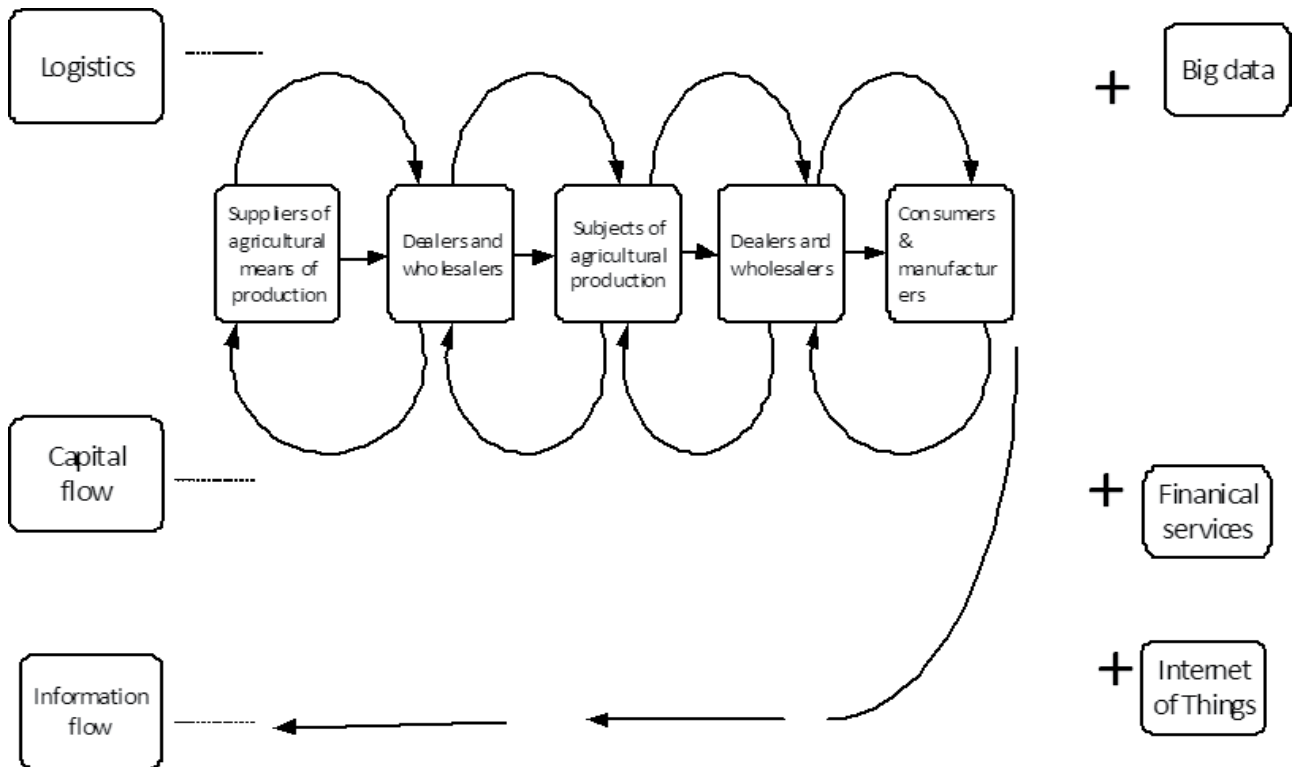 Logistics
+
Big data
Suppliers of
agricultural
means of
production
Dealers and
wholesalers
Subjects of
agricultural
production
Dealers and
wholesalers
Consumers
&
manufactur
ers
Capital
flow
+
Finanical
services
Information
flow
+
Internet
of Things